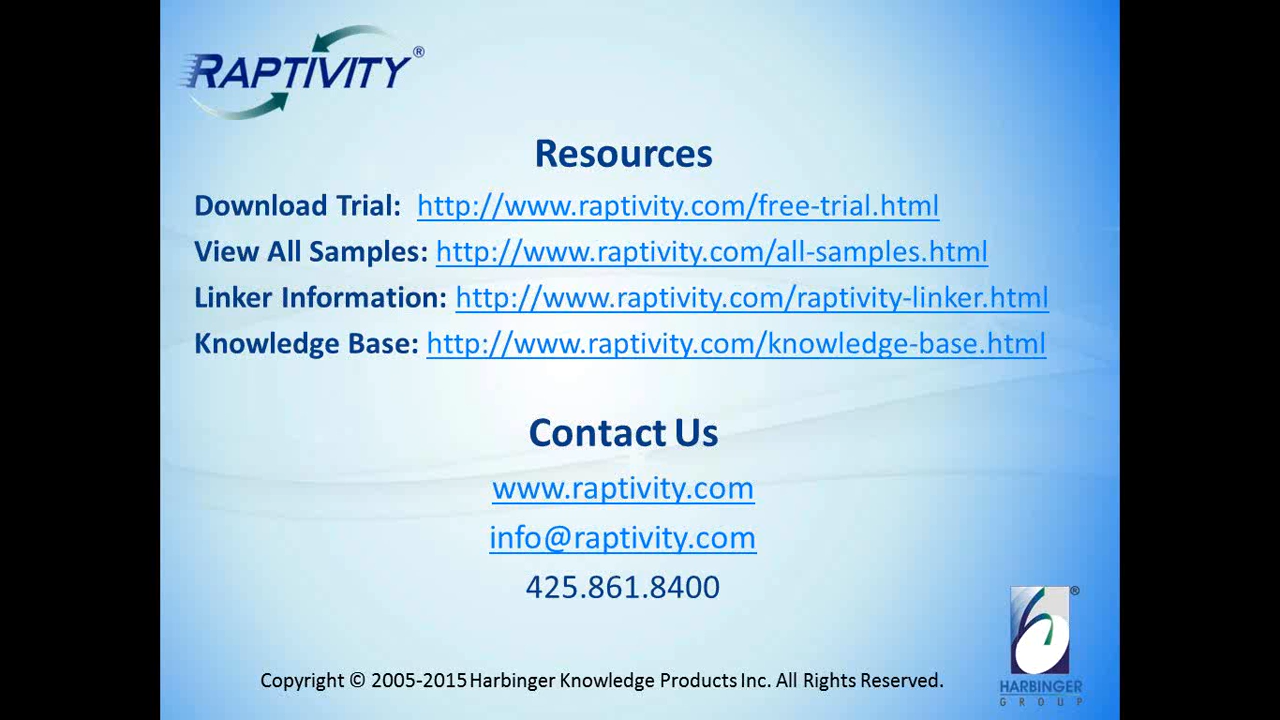 RAPTIVITY®
Resources
Download Trial: http://www.raptivity.com/free-trial.html
View All Samples: http://www.raptivity.com/all-samples.html
Linker Information: http://www.raptivity.com/raptivity-linker.html
Knowledge Base: http://www.raptivity.com/knowledge-base.html
Contact Us
www.raptivity.com
info@raptivity.com
425.861.8400
®
HARBINGER
GROUP
Copyright © 2005-2015 Harbinger Knowledge Products Inc. All Rights Reserved.